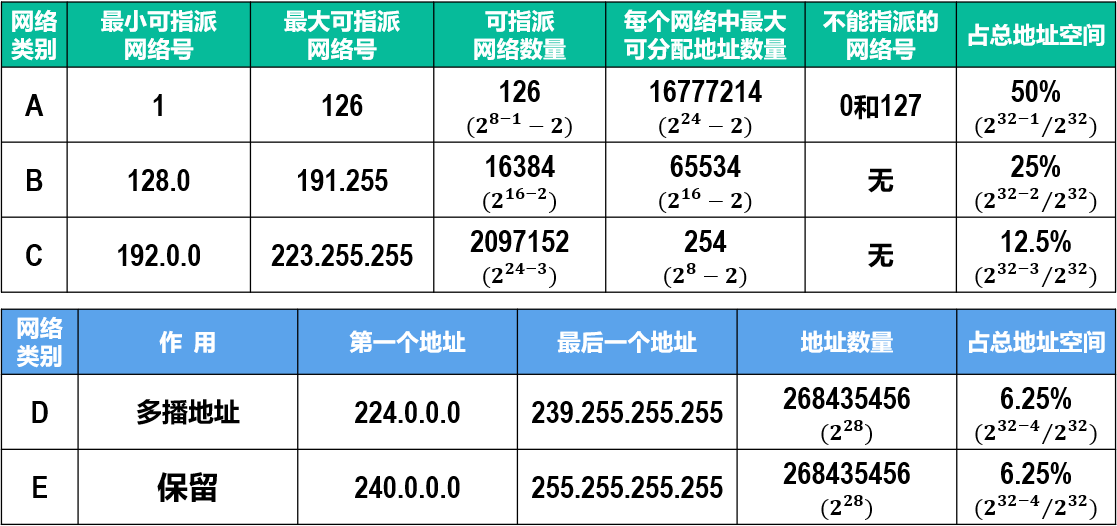 网络类别 最小可指派网络号 最大可指派网络号 可指派网络数量 每个网络中最大可分配地址数量 不能指派的网络号 占总地址空间
A 1 126 126 16777214 0和127 50%
(2^{8-1} − 2) (2^{24} − 2) (2^{32-1}/2^{32})
B 128.0 191.255 16384 65534 无 25%
(2^{16-2}) (2^{16} − 2) (2^{32-2}/2^{32})
C 192.0.0 223.255.255 2097152 254 无 12.5%
(2^{24-3}) (2^8 − 2) (2^{32-3}/2^{32})
网络类别 作 用 第一个地址 最后一个地址 地址数量 占总地址空间
D 多播地址 224.0.0.0 239.255.255.255 268435456 6.25%
(2^{28}) (2^{32-4}/2^{32})
E 保留 240.0.0.0 255.255.255.255 268435456 6.25%
(2^{28}) (2^{32-4}/2^{32})